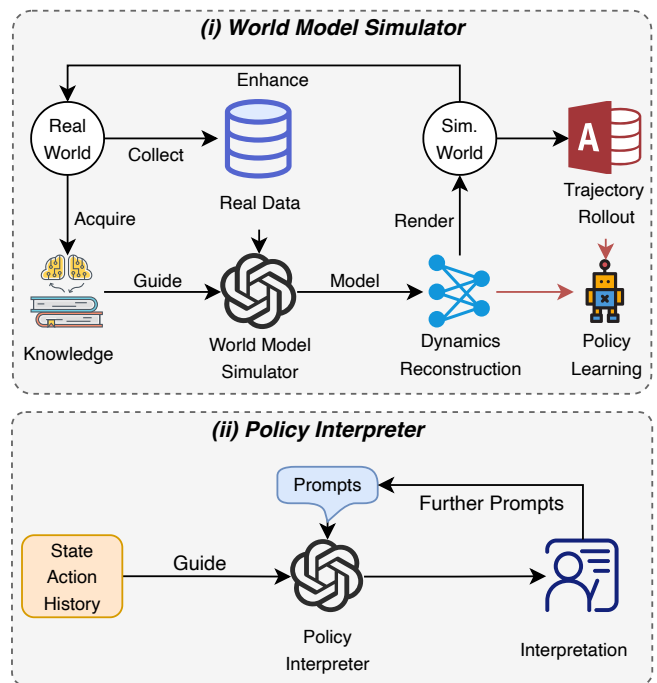 (i) World Model Simulator
Enhance
Real
World
Collect
Real Data
Sim.
World
A
Trajectory
Rollout
Acquire
Render
Knowledge
Guide
World Model
Simulator
Model
Dynamics
Reconstruction
Policy
Learning
(ii) Policy Interpreter
Prompts
Further Prompts
State
Action
History
Guide
Policy
Interpreter
Interpretation